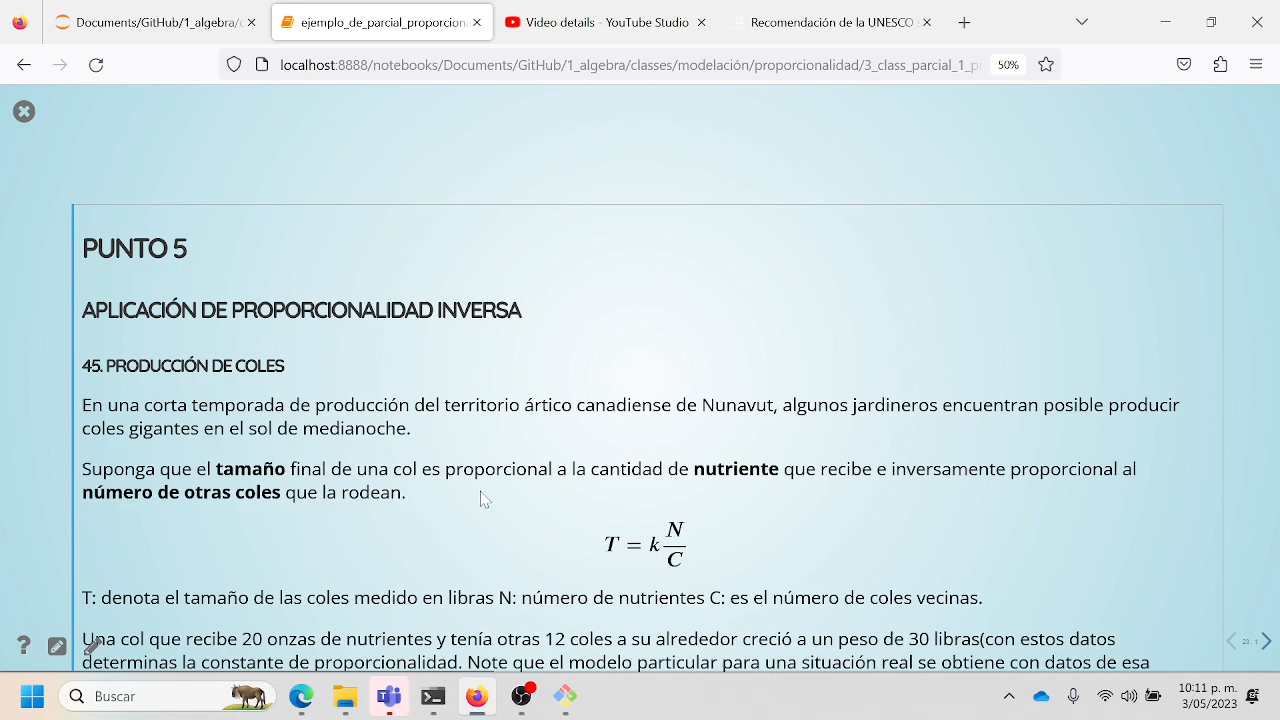 Documents/GitHub/1_algebra/
ejemplo_de_parcial_proporcion
Video details - YouTube Studio
Recomendación de la UNESCO
localhost:8888/notebooks/Documents/GitHub/1_algebra/classes/modelación/proporcionalidad/3_class_parcial_1_p
50%
PUNTO 5
APLICACIÓN DE PROPORCIONALIDAD INVERSA
45. PRODUCCIÓN DE COLES
En una corta temporada de producción del territorio ártico canadiense de Nunavut, algunos jardineros encuentran posible producir
coles gigantes en el sol de medianoche.
Suponga que el tamaño final de una col es proporcional a la cantidad de nutriente que recibe e inversamente proporcional al
número de otras coles que la rodean.
T = k N/C
T: denota el tamaño de las coles medido en libras N: número de nutrientes C: es el número de coles vecinas.
Una col que recibe 20 onzas de nutrientes y tenía otras 12 coles a su alrededor creció a un peso de 30 libras(con estos datos
determinas la constante de proporcionalidad. Note que el modelo particular para una situación real se obtiene con datos de esa
23.1
Buscar
10:11 p. m.
3/05/2023